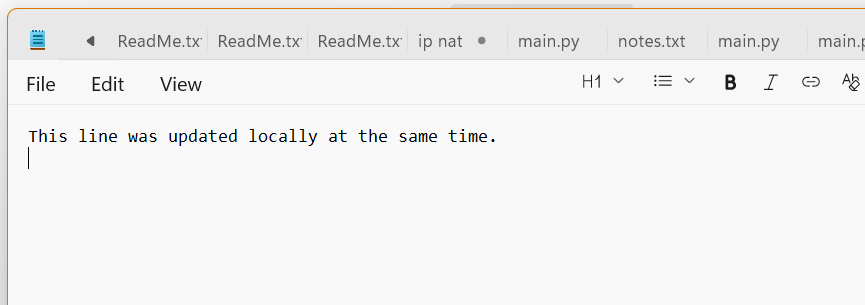 ReadMe.tx ReadMe.tx ReadMe.tx ip nat main.py notes.txt main.py main.p
File Edit View H1 B I
This line was updated locally at the same time.